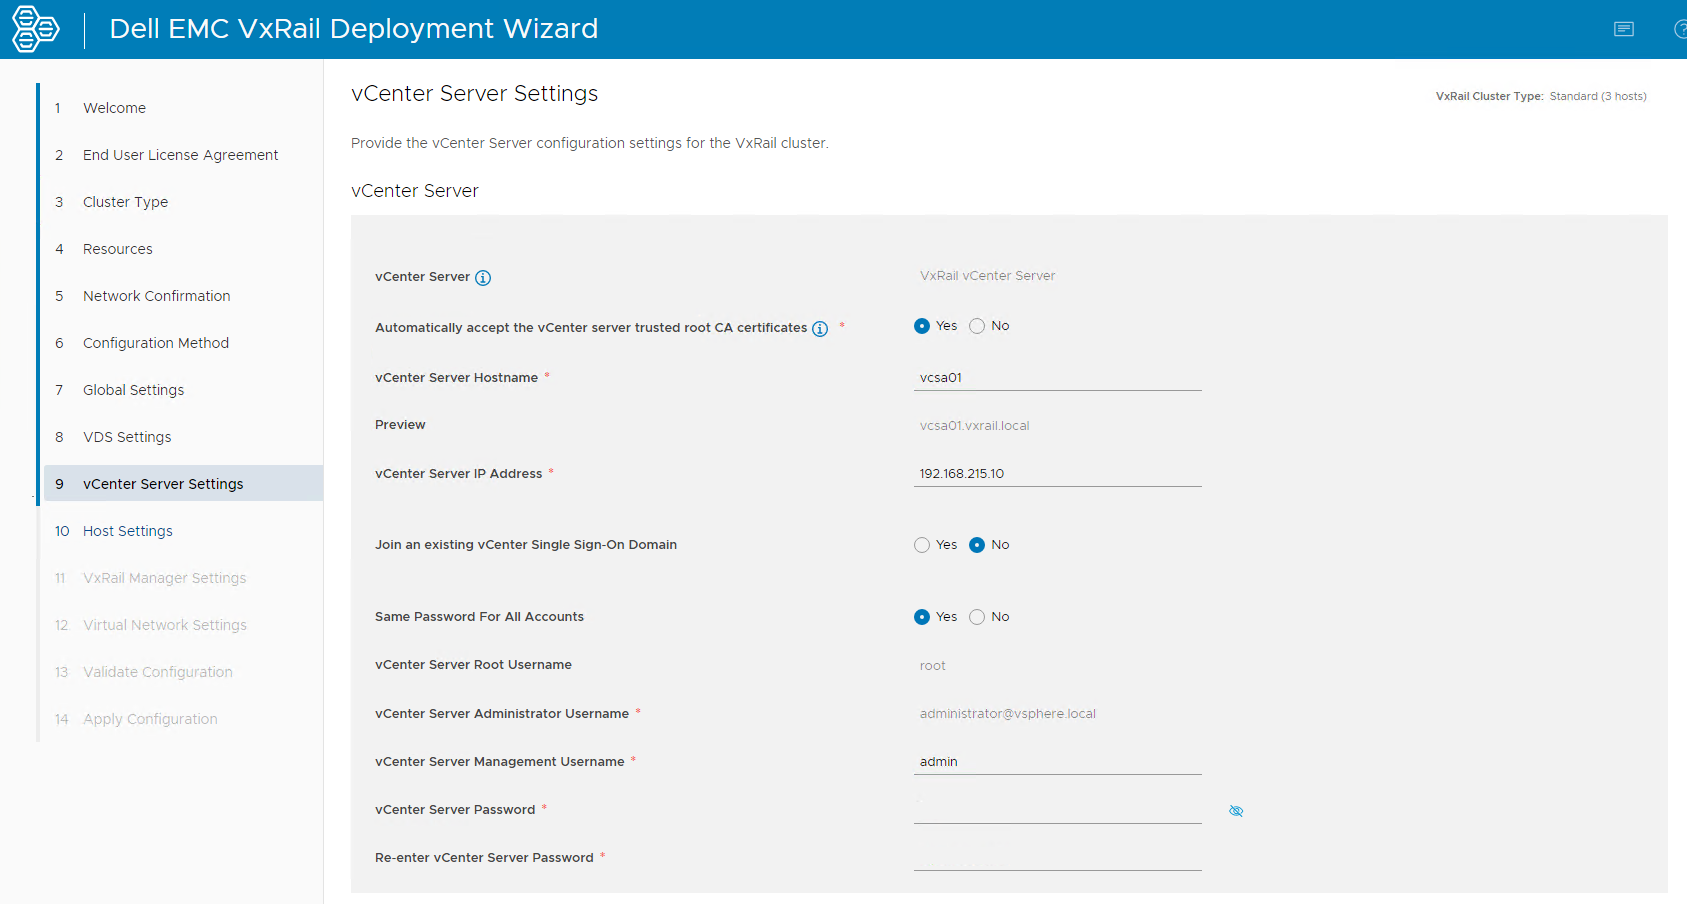 Dell EMC VxRail Deployment Wizard
1 Welcome
2 End User License Agreement
3 Cluster Type
4 Resources
5 Network Confirmation
6 Configuration Method
7 Global Settings
8 VDS Settings
9 vCenter Server Settings
10 Host Settings
11 VxRail Manager Settings
12 Virtual Network Settings
13 Validate Configuration
14 Apply Configuration
vCenter Server Settings
VxRail Cluster Type: Standard (3 hosts)
Provide the vCenter Server configuration settings for the VxRail cluster.
vCenter Server
vCenter Server VxRail vCenter Server
Automatically accept the vCenter server trusted root CA certificates * Yes No
vCenter Server Hostname * vcsa01
Preview vcsa01.vxrail.local
vCenter Server IP Address * 192.168.215.10
Join an existing vCenter Single Sign-On Domain Yes No
Same Password For All Accounts Yes No
vCenter Server Root Username root
vCenter Server Administrator Username * administrator@vsphere.local
vCenter Server Management Username * admin
vCenter Server Password *
Re-enter vCenter Server Password *